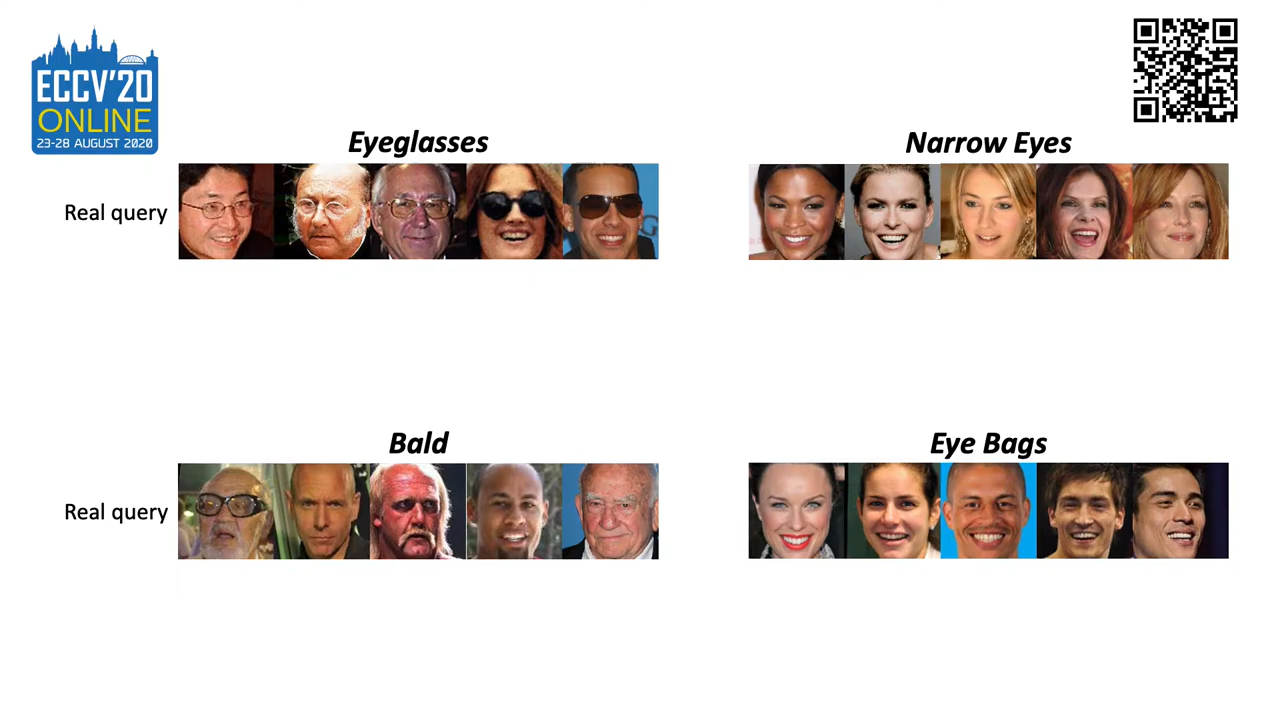 ECCV'20
ONLINE
23-28 AUGUST 2020
Eyeglasses
Narrow Eyes
Real query
Bald
Eye Bags
Real query